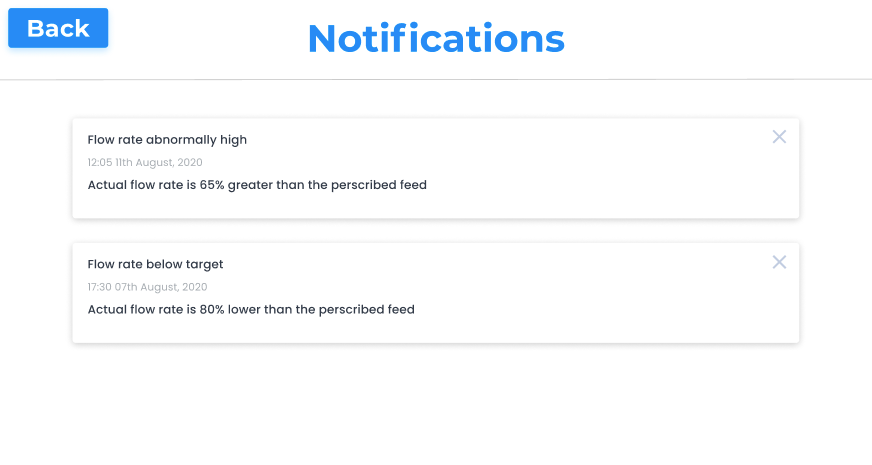 Back
Notifications
Flow rate abnormally high
12:05 11th August, 2020
Actual flow rate is 65% greater than the perscribed feed
Flow rate below target
17:30 07th August, 2020
Actual flow rate is 80% lower than the perscribed feed